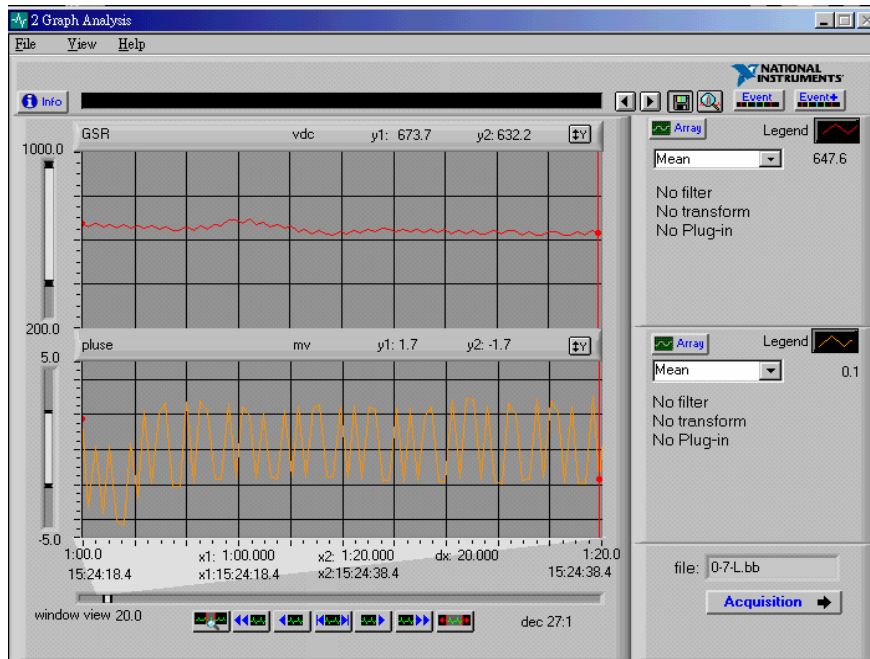 2 Graph Analysis
File View Help
NATIONAL INSTRUMENTS
Info
Event Event+
GSR vdc y1: 673.7 y2: 632.2 Y
1000.0
200.0
Array Legend
Mean 647.6
No filter
No transform
No Plug-in
pluse mv y1: 1.7 y2: -1.7 Y
5.0
-5.0
Array Legend
Mean 0.1
No filter
No transform
No Plug-in
1:00.0 x1: 1:00.000 x2: 1:20.000 dx: 20.000 1:20.0
15:24:18.4 x1:15:24:18.4 x2:15:24:38.4 15:24:38.4
window view 20.0
dec 27:1
file: 0-7-L.bb
Acquisition